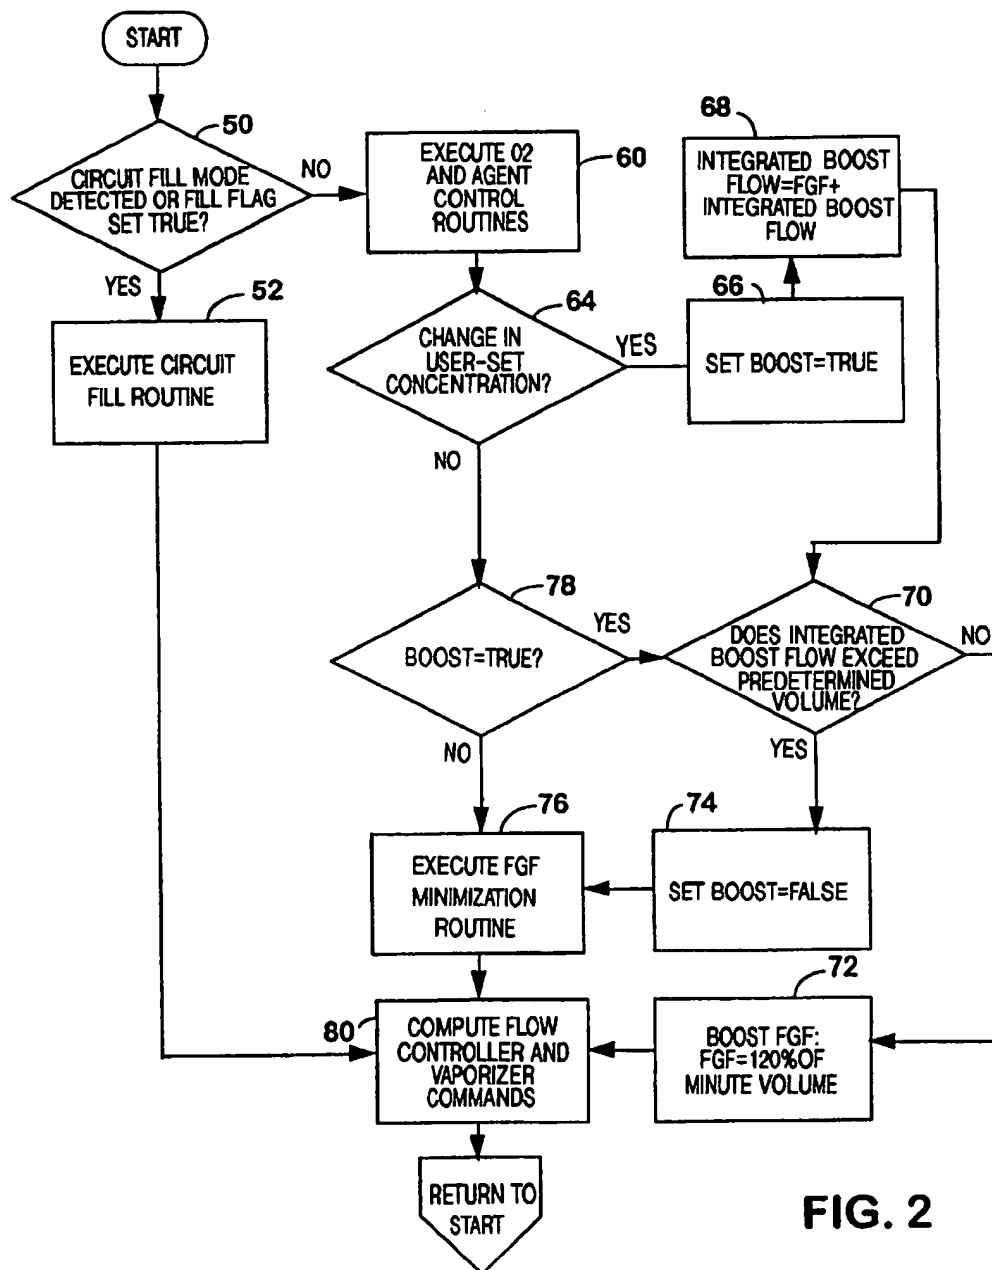 START
50
CIRCUIT FILL MODE
DETECTED OR FILL FLAG
SET TRUE?
NO
YES
52
EXECUTE CIRCUIT
FILL ROUTINE
EXECUTE O2
AND AGENT
CONTROL
ROUTINES
60
64
CHANGE IN
USER-SET
CONCENTRATION?
YES
NO
66
SET BOOST=TRUE
68
INTEGRATED BOOST
FLOW=FGF+
INTEGRATED BOOST
FLOW
78
BOOST=TRUE?
YES
NO
70
DOES INTEGRATED
BOOST FLOW EXCEED
PREDETERMINED
VOLUME?
NO
YES
74
SET BOOST=FALSE
76
EXECUTE FGF
MINIMIZATION
ROUTINE
72
BOOST FGF:
FGF=120%OF
MINUTE VOLUME
80
COMPUTE FLOW
CONTROLLER AND
VAPORIZER
COMMANDS
RETURN TO
START
FIG. 2